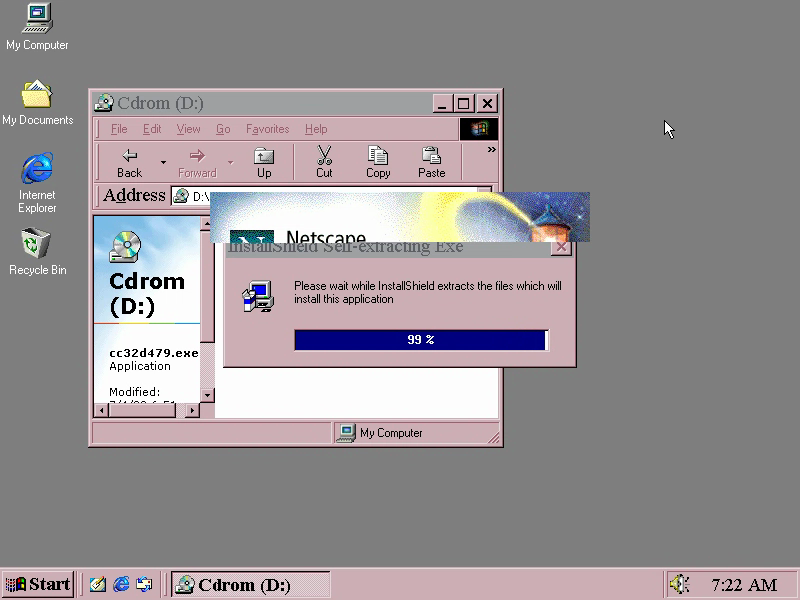 My Computer
My Documents
Internet
Explorer
Recycle Bin
Cdrom (D:)
File Edit View Go Favorites Help
Back Forward Up Cut Copy Paste »
Address D:\
Netscape
InstallShield Self-extracting Exe
Please wait while InstallShield extracts the files which will
install this application
99 %
Cdrom
(D:)
cc32d479.exe
Application
Modified:
My Computer
Start Cdrom (D:) 7:22 AM